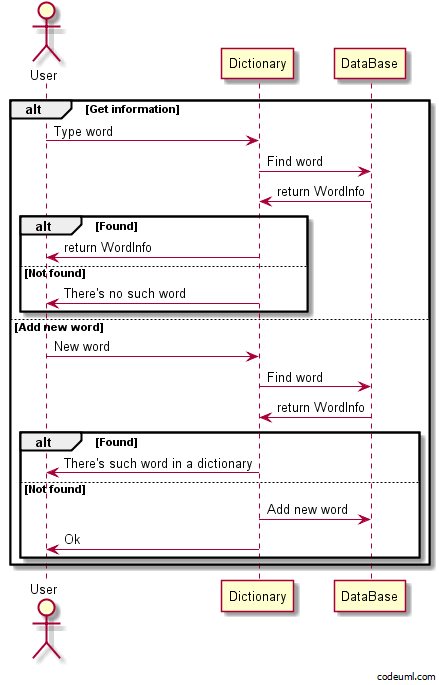 User
Dictionary
DataBase
alt [Get information]
Type word
Find word
return WordInfo
alt [Found]
return WordInfo
[Not found]
There's no such word
[Add new word]
New word
Find word
return WordInfo
alt [Found]
There's such word in a dictionary
[Not found]
Add new word
Ok
User
Dictionary
DataBase
codeuml.com